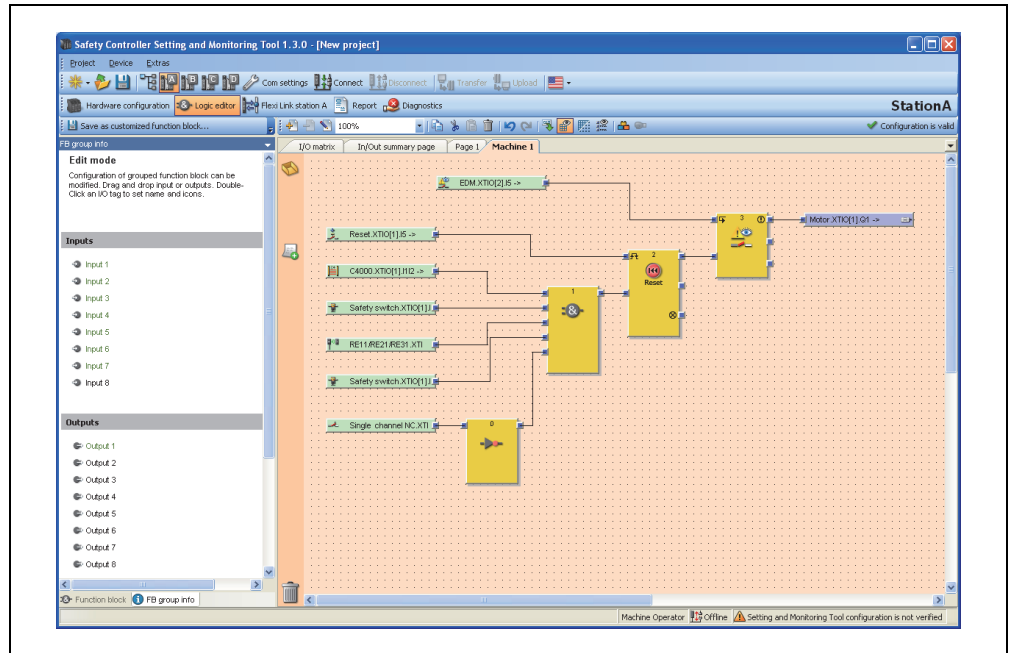 Safety Controller Setting and Monitoring Tool 1.3.0 - [New project]
Project Device Extras
A B C D Com settings Connect Disconnect Transfer Upload
Hardware configuration Logic editor Flexi Link station A Report Diagnostics StationA
Save as customized function block... 100% Configuration is valid
FB group info I/O matrix In/Out summary page Page 1 Machine 1
Edit mode
Configuration of grouped function block can be
modified. Drag and drop input or outputs. Double-
Click an I/O tag to set name and icons.
Inputs
Input 1
Input 2
Input 3
Input 4
Input 5
Input 6
Input 7
Input 8
Outputs
Output 1
Output 2
Output 3
Output 4
Output 5
Output 6
Output 7
Output 8
Function block FB group info
EDM.XTIO[2].I5 ->
Reset.XTIO[1].I5 ->
C4000.XTIO[1].I1I2 ->
Safety switch.XTIO[1].I
RE11/RE21/RE31.XTI
Safety switch.XTIO[1].I
Single channel NC.XTI
0
1
&
2
Reset
3
Motor.XTIO[1].Q1 ->
Machine Operator Offline Setting and Monitoring Tool configuration is not verified